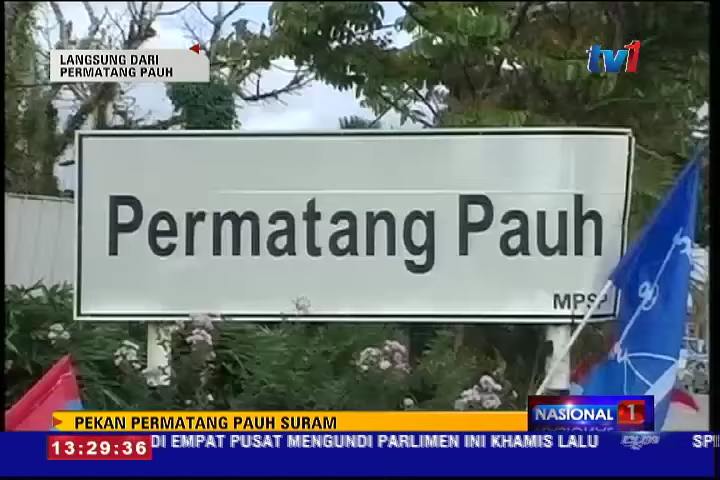 LANGSUNG DARI
PERMATANG PAUH
tv1
Permatang Pauh
MPSP
PEKAN PERMATANG PAUH SURAM
NASIONAL 1
13:29:36
DI EMPAT PUSAT MENGUNDI PARLIMEN INI KHAMIS LALU